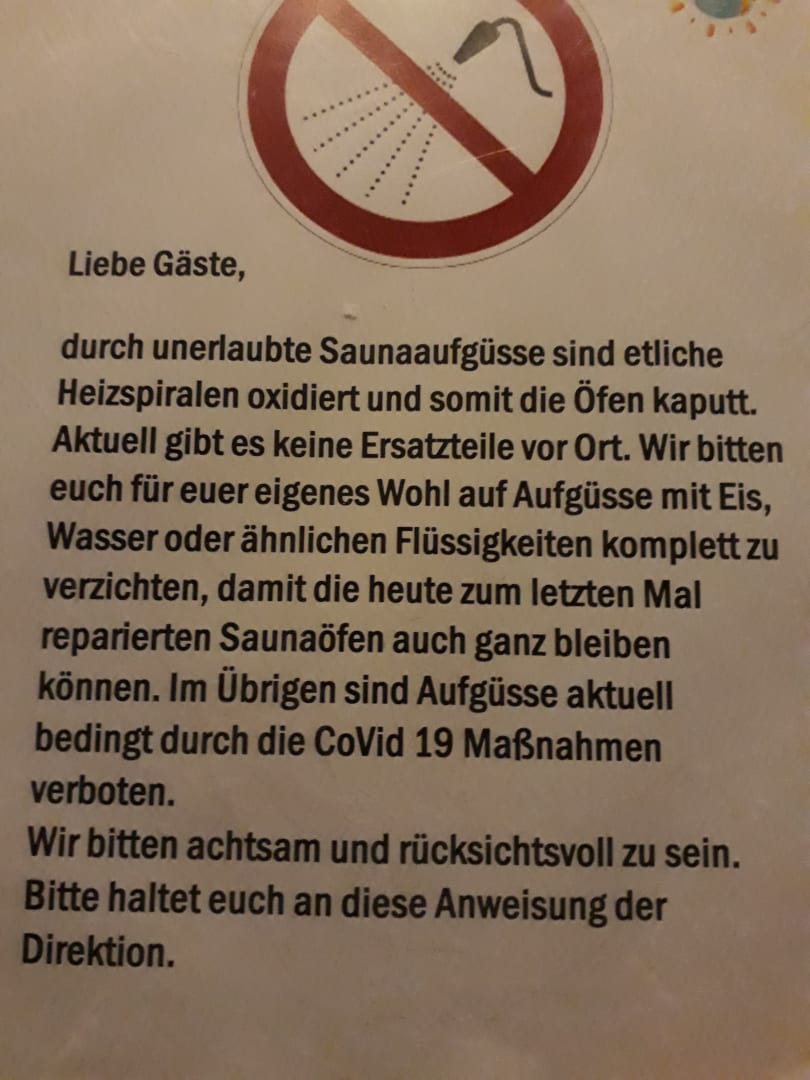 Liebe Gäste,
durch unerlaubte Saunaaufgüsse sind etliche
Heizspiralen oxidiert und somit die Öfen kaputt.
Aktuell gibt es keine Ersatzteile vor Ort. Wir bitten
euch für euer eigenes Wohl auf Aufgüsse mit Eis,
Wasser oder ähnlichen Flüssigkeiten komplett zu
verzichten, damit die heute zum letzten Mal
reparierten Saunaöfen auch ganz bleiben
können. Im Übrigen sind Aufgüsse aktuell
bedingt durch die CoVid 19 Maßnahmen
verboten.
Wir bitten achtsam und rücksichtsvoll zu sein.
Bitte haltet euch an diese Anweisung der
Direktion.